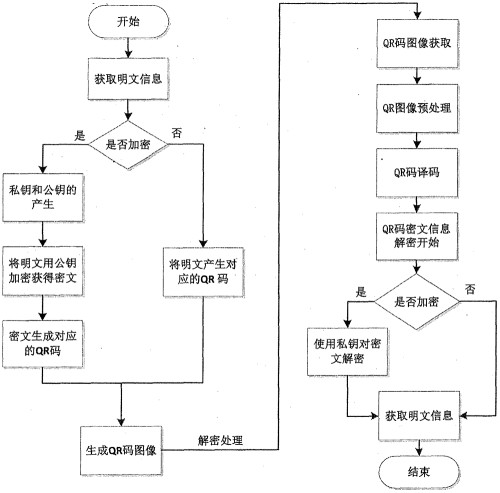 开始
获取明文信息
是否加密
是
否
私钥和公钥的
产生
将明文用公钥
加密获得密文
密文生成对应
的QR码
将明文产生对
应的QR 码
生成QR码图像
解密处理
QR码图像获取
QR图像预处理
QR码译码
QR码密文信息
解密开始
是否加密
是
否
使用私钥对密
文解密
获取明文信息
结束